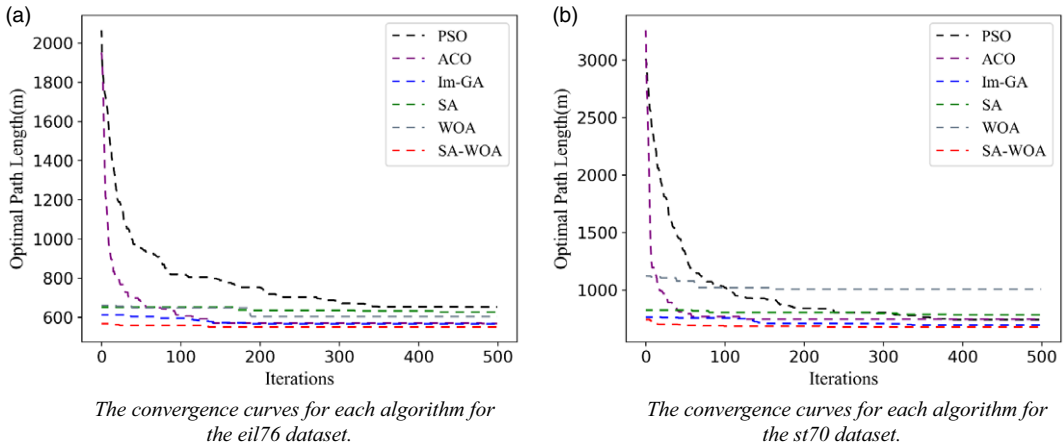 (a)
Optimal Path Length(m)
2000
1800
1600
1400
1200
1000
800
600
PSO
ACO
Im-GA
SA
WOA
SA-WOA
0 100 200 300 400 500
Iterations
The convergence curves for each algorithm for
the eil76 dataset.
(b)
Optimal Path Length(m)
3000
2500
2000
1500
1000
PSO
ACO
Im-GA
SA
WOA
SA-WOA
0 100 200 300 400 500
Iterations
The convergence curves for each algorithm for
the st70 dataset.